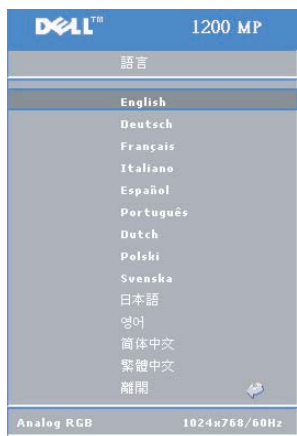 DELL™ 1200 MP
語言
English
Deutsch
Français
Italiano
Español
Português
Dutch
Polski
Svenska
日本語
영어
简体中文
繁體中文
離開
Analog RGB 1024x768/60Hz